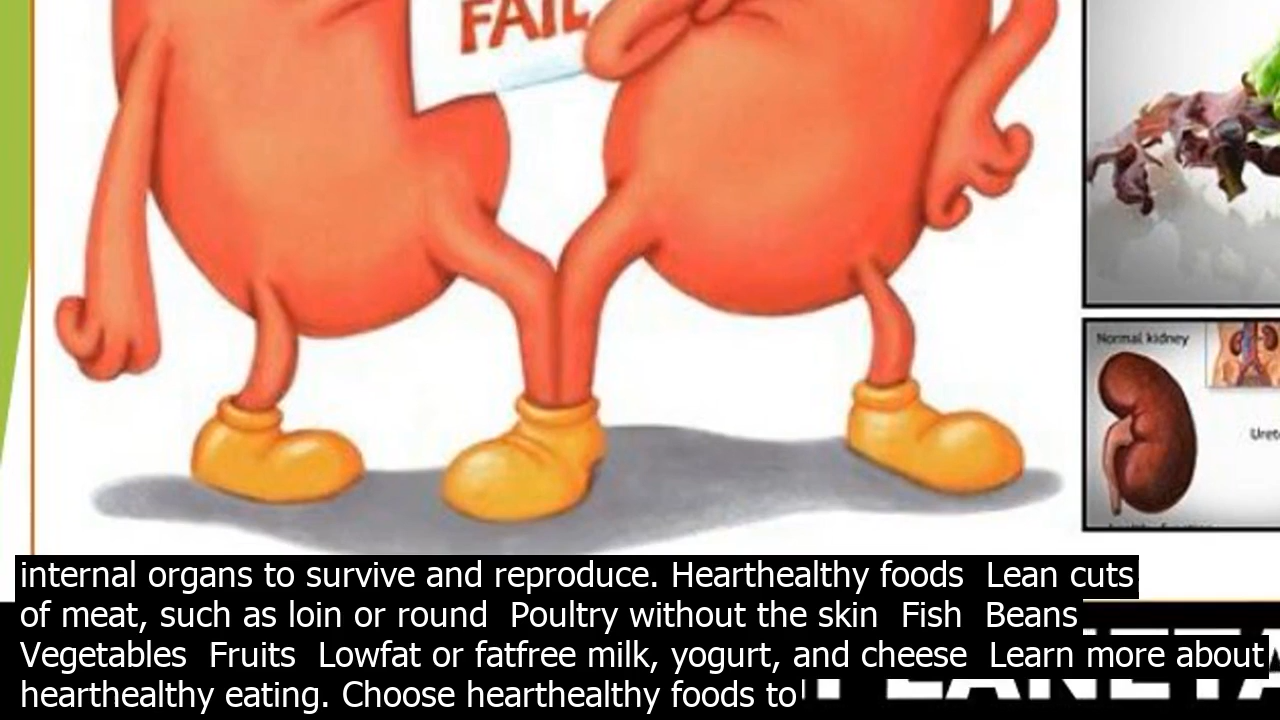 FAIL
Normal kidney
internal organs to survive and reproduce. Hearthealthy foods  Lean cuts
of meat, such as loin or round  Poultry without the skin  Fish  Beans
Vegetables  Fruits  Lowfat or fatfree milk, yogurt, and cheese  Learn more about
hearthealthy eating. Choose hearthealthy foods to